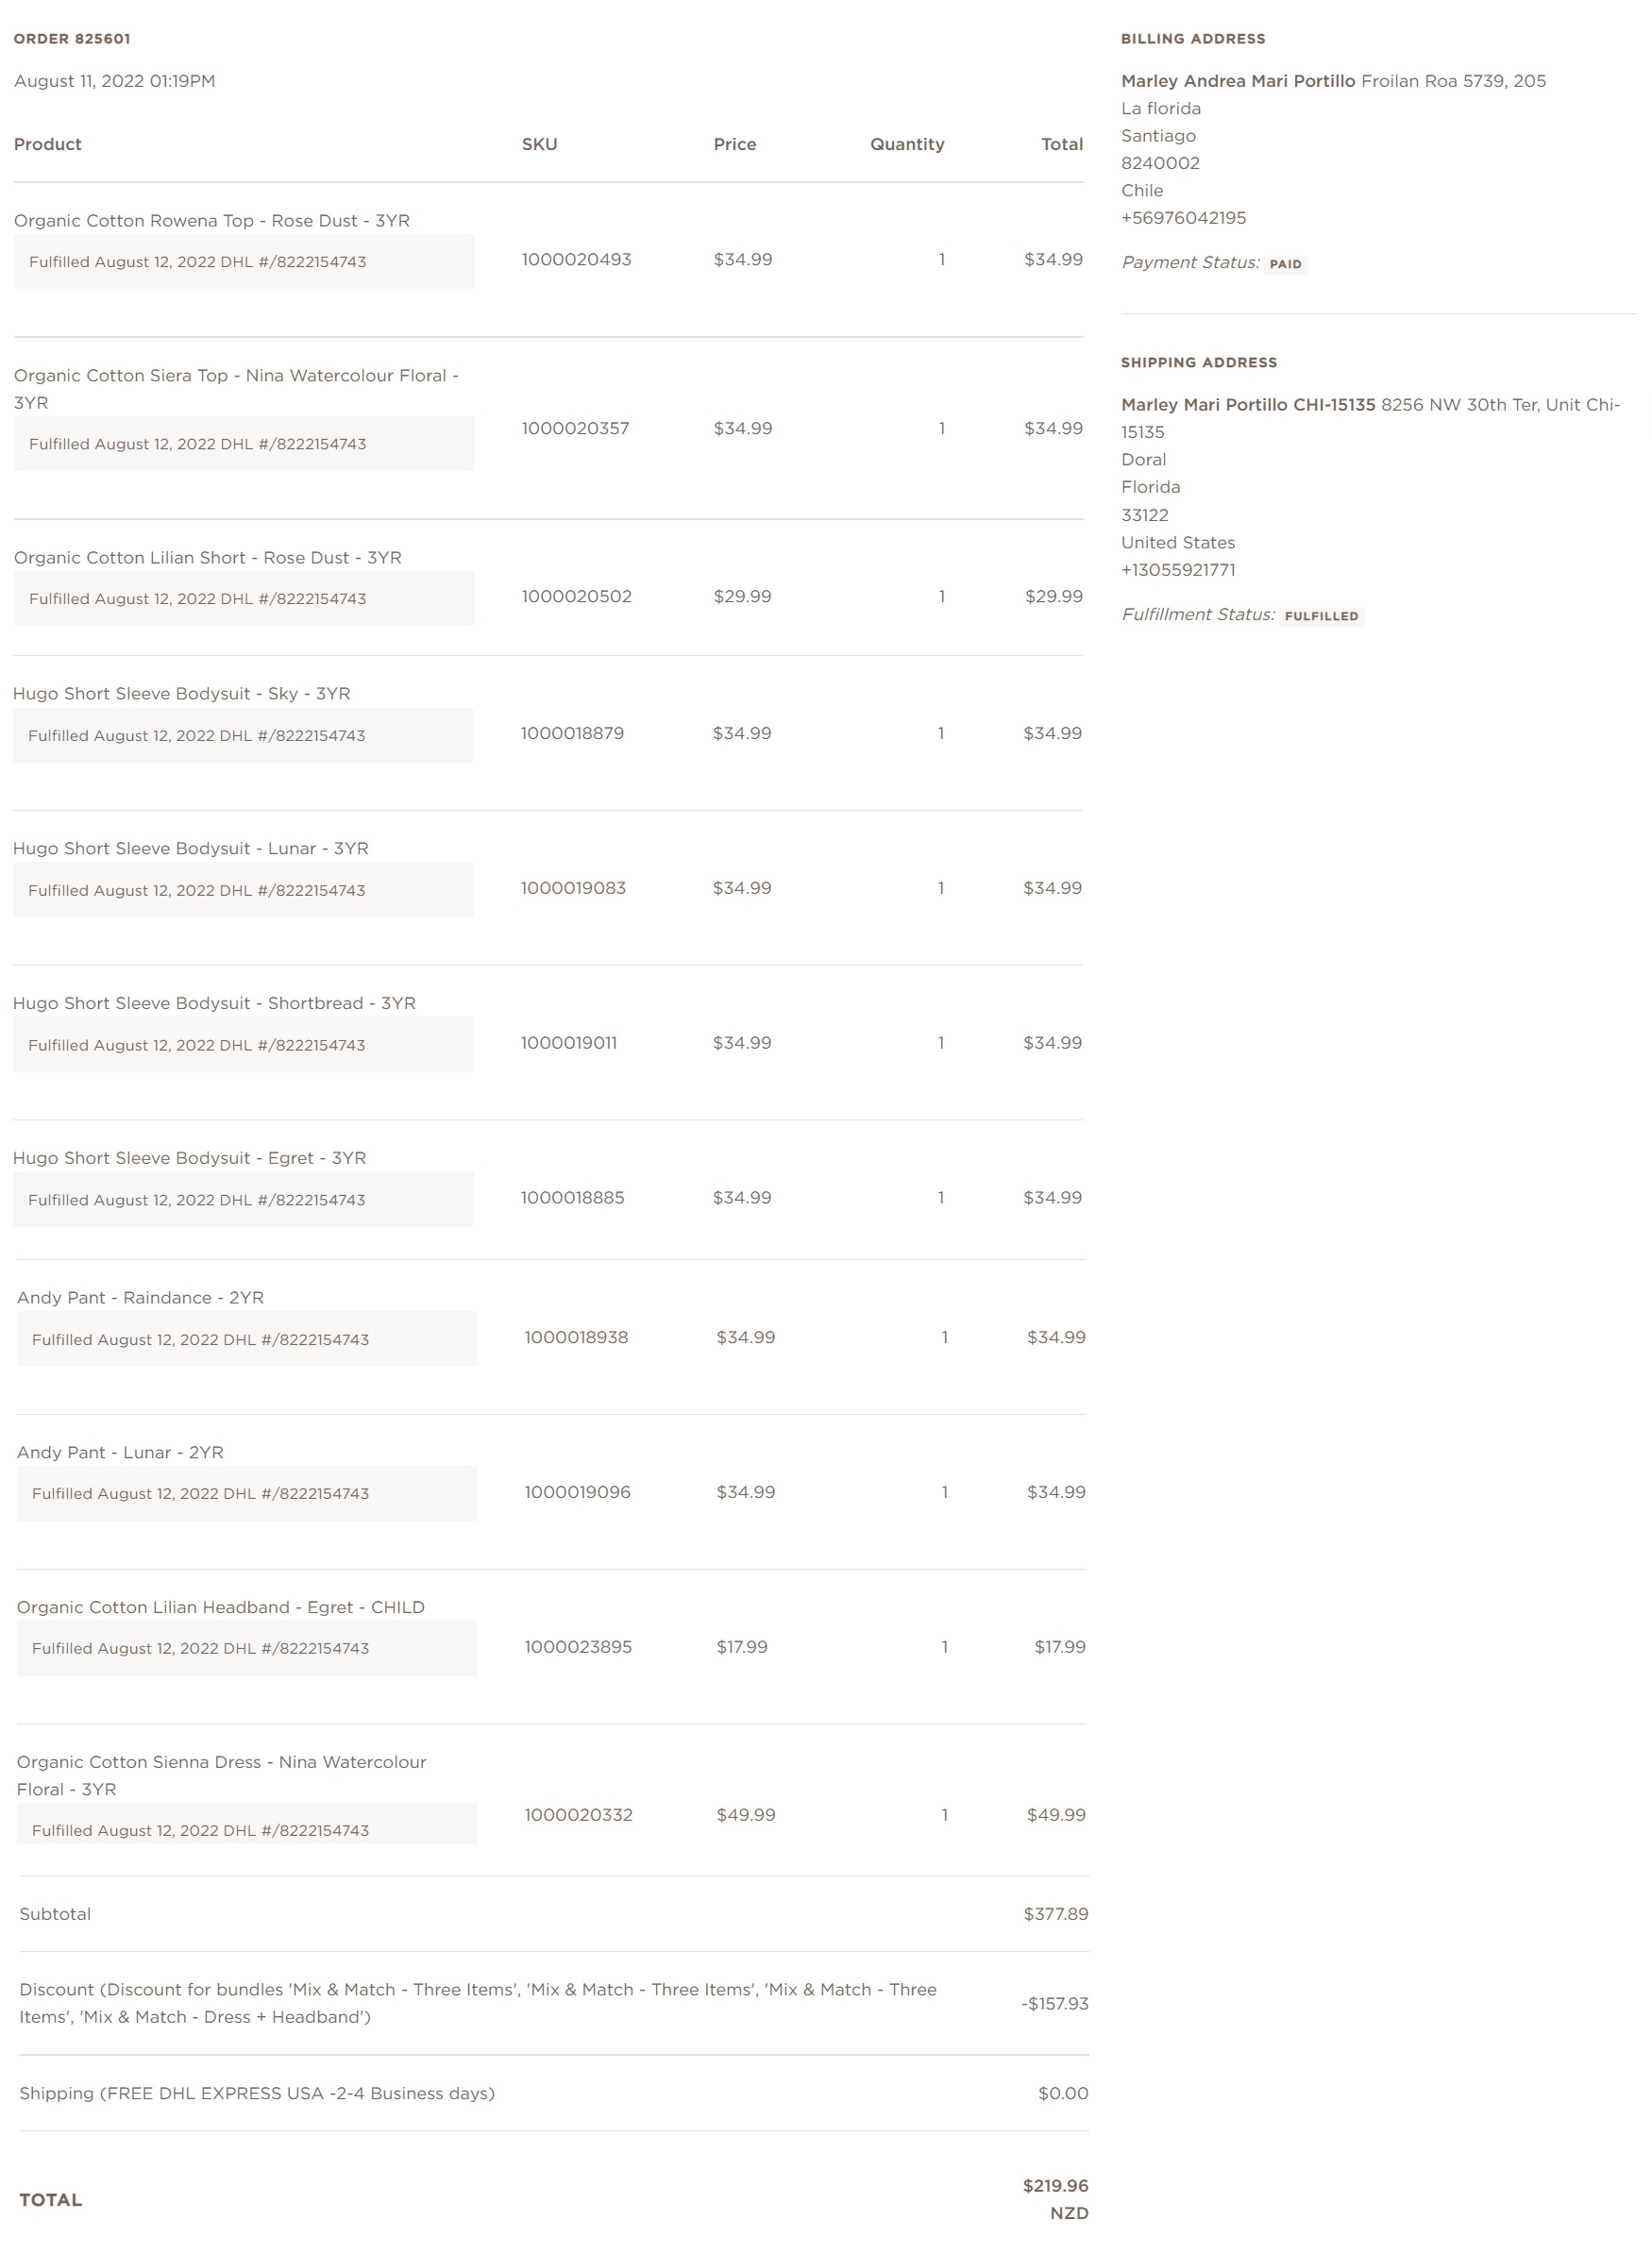 ORDER 825601
August 11, 2022 01:19PM
Product SKU Price Quantity Total
Organic Cotton Rowena Top - Rose Dust - 3YR
Fulfilled August 12, 2022 DHL #/8222154743
1000020493 $34.99 1 $34.99
Organic Cotton Siera Top - Nina Watercolour Floral -
3YR
Fulfilled August 12, 2022 DHL #/8222154743
1000020357 $34.99 1 $34.99
Organic Cotton Lilian Short - Rose Dust - 3YR
Fulfilled August 12, 2022 DHL #/8222154743
1000020502 $29.99 1 $29.99
Hugo Short Sleeve Bodysuit - Sky - 3YR
Fulfilled August 12, 2022 DHL #/8222154743
1000018879 $34.99 1 $34.99
Hugo Short Sleeve Bodysuit - Lunar - 3YR
Fulfilled August 12, 2022 DHL #/8222154743
1000019083 $34.99 1 $34.99
Hugo Short Sleeve Bodysuit - Shortbread - 3YR
Fulfilled August 12, 2022 DHL #/8222154743
1000019011 $34.99 1 $34.99
Hugo Short Sleeve Bodysuit - Egret - 3YR
Fulfilled August 12, 2022 DHL #/8222154743
1000018885 $34.99 1 $34.99
Andy Pant - Raindance - 2YR
Fulfilled August 12, 2022 DHL #/8222154743
1000018938 $34.99 1 $34.99
Andy Pant - Lunar - 2YR
Fulfilled August 12, 2022 DHL #/8222154743
1000019096 $34.99 1 $34.99
Organic Cotton Lilian Headband - Egret - CHILD
Fulfilled August 12, 2022 DHL #/8222154743
1000023895 $17.99 1 $17.99
Organic Cotton Sienna Dress - Nina Watercolour
Floral - 3YR
Fulfilled August 12, 2022 DHL #/8222154743
1000020332 $49.99 1 $49.99
Subtotal $377.89
Discount (Discount for bundles 'Mix & Match - Three Items', 'Mix & Match - Three Items', 'Mix & Match - Three
Items', 'Mix & Match - Dress + Headband')
-$157.93
Shipping (FREE DHL EXPRESS USA -2-4 Business days) $0.00
TOTAL $219.96
NZD
BILLING ADDRESS
Marley Andrea Mari Portillo Froilan Roa 5739, 205
La florida
Santiago
8240002
Chile
+56976042195
Payment Status: PAID
SHIPPING ADDRESS
Marley Mari Portillo CHI-15135 8256 NW 30th Ter, Unit Chi-
15135
Doral
Florida
33122
United States
+13055921771
Fulfillment Status: FULFILLED